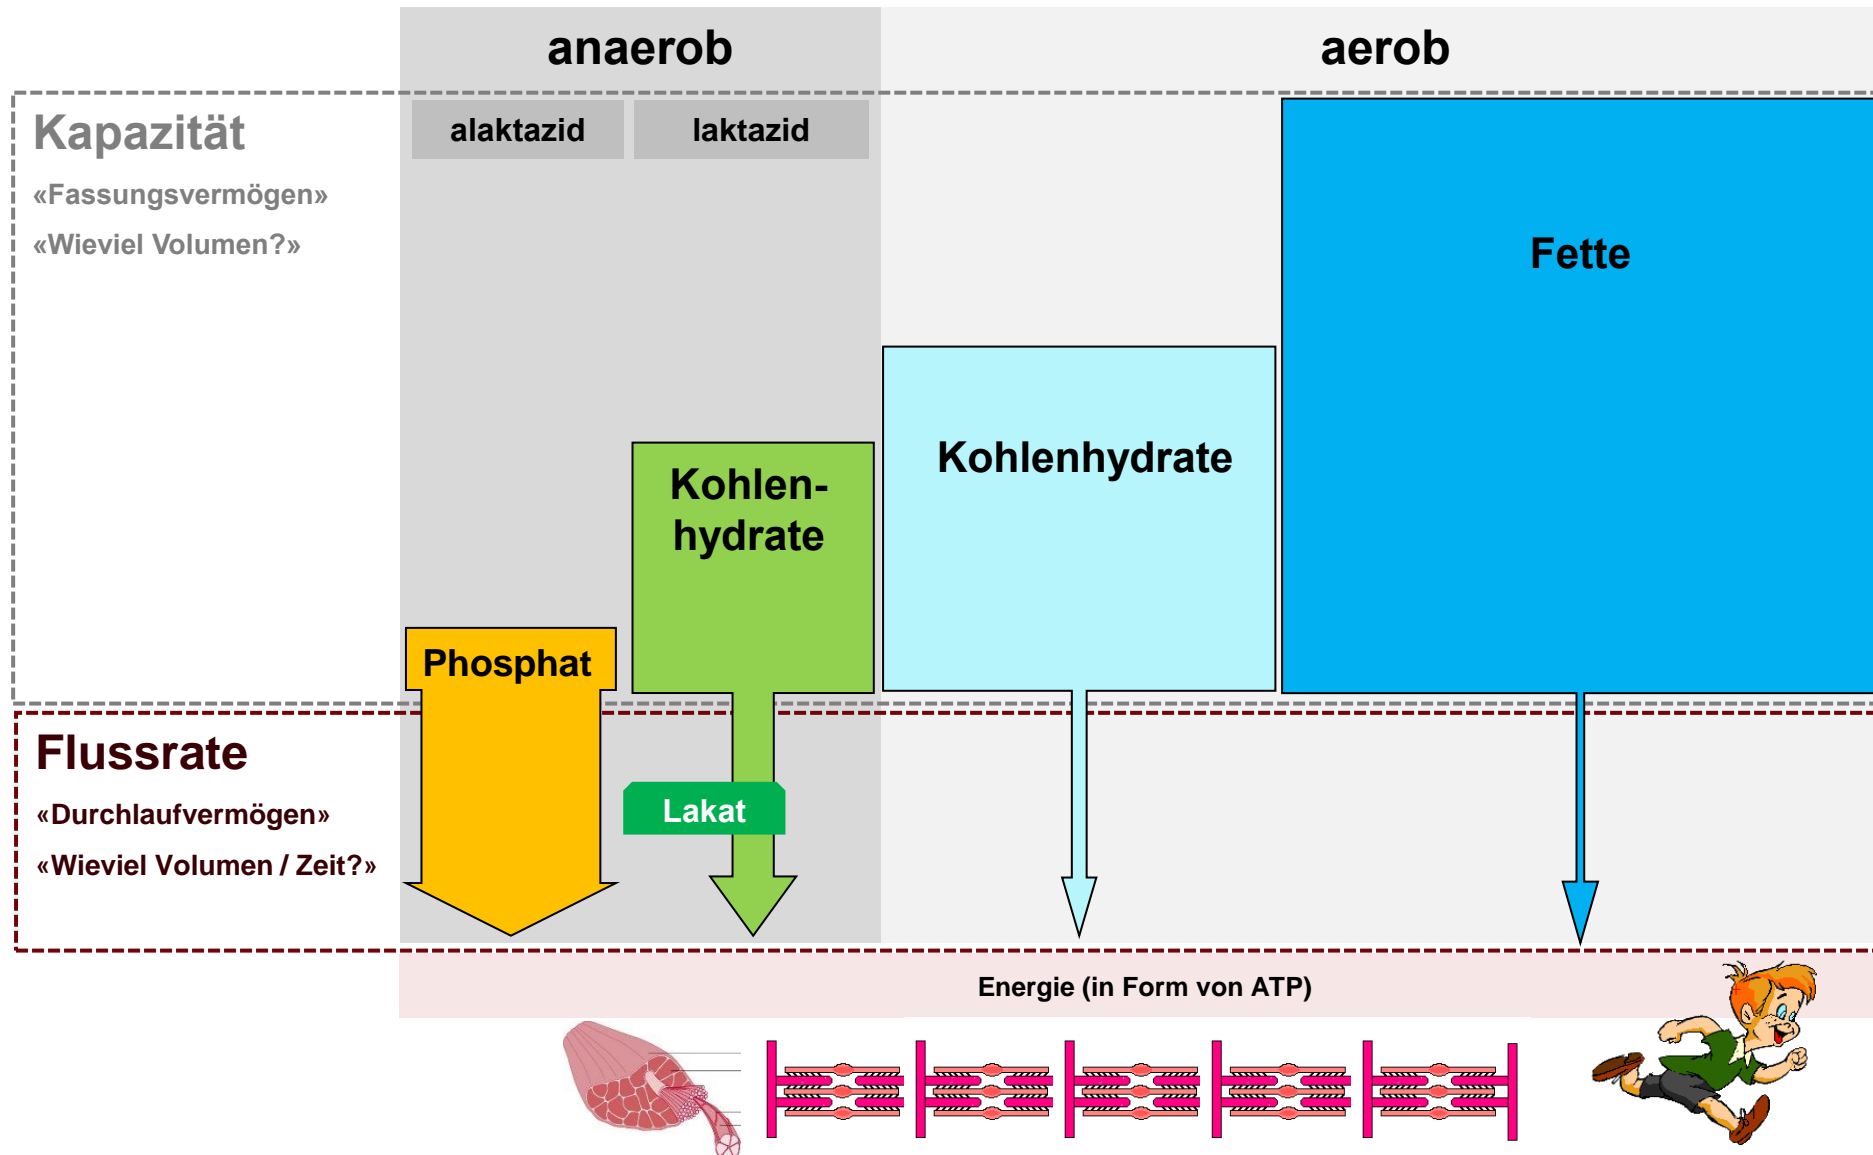 anaerob
aerob
Kapazität
«Fassungsvermögen»
«Wieviel Volumen?»
alaktazid
laktazid
Fette
Kohlenhydrate
Kohlen-
hydrate
Phosphat
Flussrate
«Durchlaufvermögen»
«Wieviel Volumen / Zeit?»
Lakat
Energie (in Form von ATP)